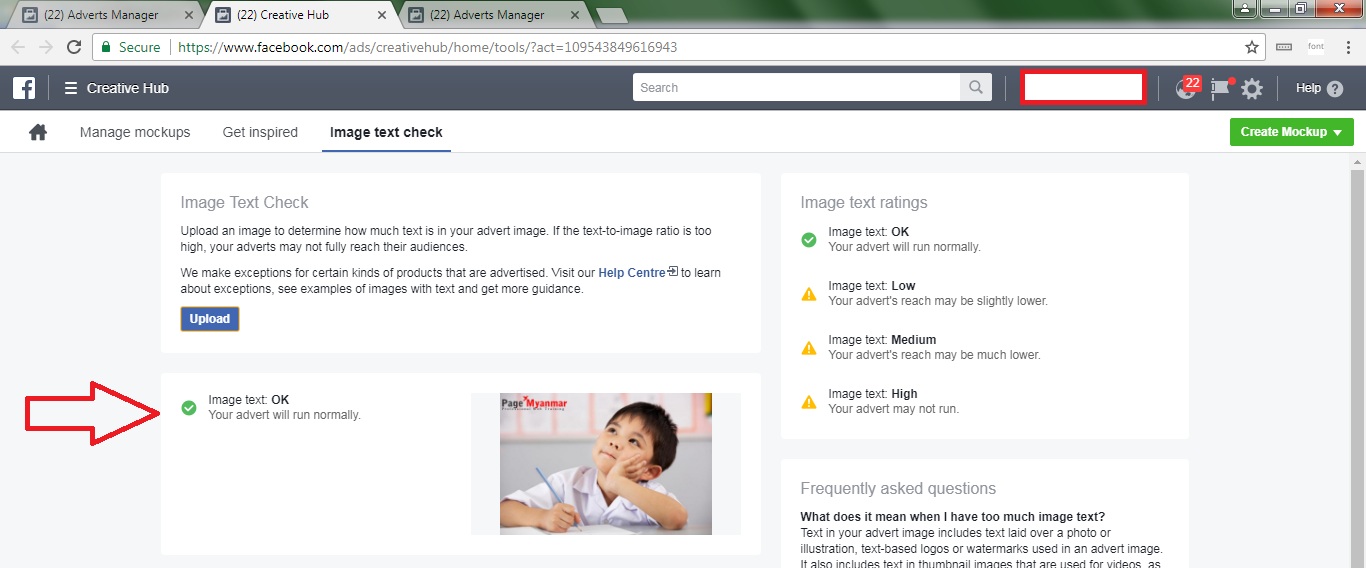 (22) Adverts Manager
(22) Creative Hub
(22) Adverts Manager
Secure
https://www.facebook.com/ads/creativehub/home/tools/?act=109543849616943
font
Creative Hub
Search
22
Help
Manage mockups
Get inspired
Image text check
Create Mockup
Image Text Check
Upload an image to determine how much text is in your advert image. If the text-to-image ratio is too
high, your adverts may not fully reach their audiences.
We make exceptions for certain kinds of products that are advertised. Visit our Help Centre to learn
about exceptions, see examples of images with text and get more guidance.
Upload
Image text: OK
Your advert will run normally.
Page Myanmar
Image text ratings
Image text: OK
Your advert will run normally.
Image text: Low
Your advert's reach may be slightly lower.
Image text: Medium
Your advert's reach may be much lower.
Image text: High
Your advert may not run.
Frequently asked questions
What does it mean when I have too much image text?
Text in your advert image includes text laid over a photo or
illustration, text-based logos or watermarks used in an advert image.
It also includes text in thumbnail images that are used for videos, as